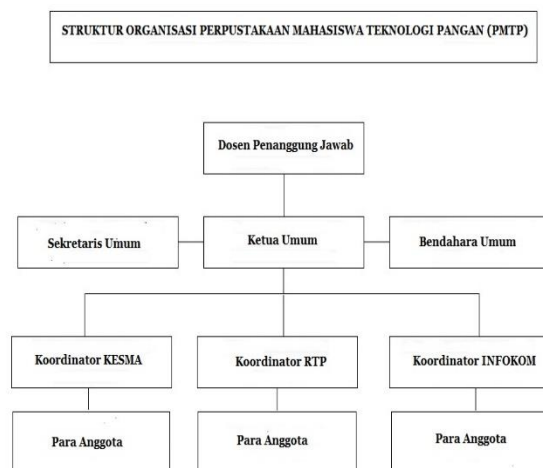 STRUKTUR ORGANISASI PERPUSTAKAAN MAHASISWA TEKNOLOGI PANGAN (PMTP)
Dosen Penanggung Jawab
Sekretaris Umum
Ketua Umum
Bendahara Umum
Koordinator KESMA
Koordinator RTP
Koordinator INFOKOM
Para Anggota
Para Anggota
Para Anggota